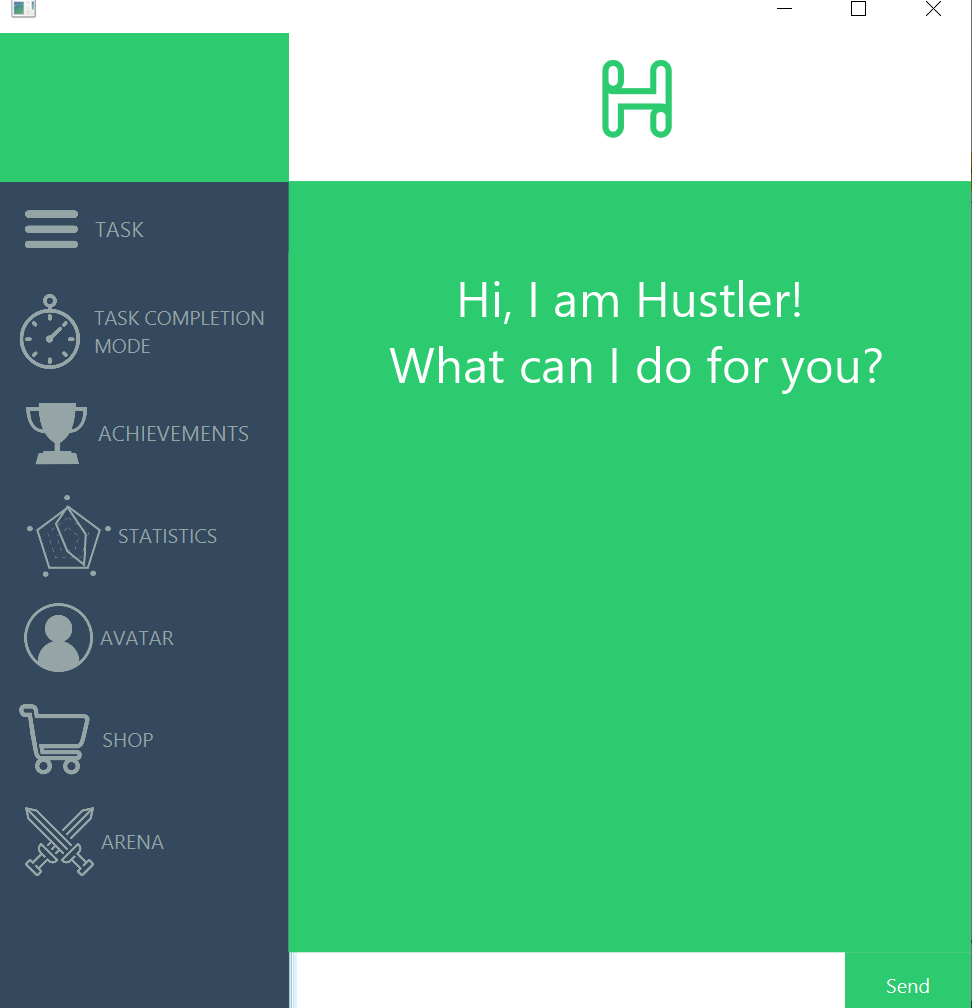 TASK
TASK COMPLETION
MODE
ACHIEVEMENTS
STATISTICS
AVATAR
SHOP
ARENA
H
Hi, I am Hustler!
What can I do for you?
Send